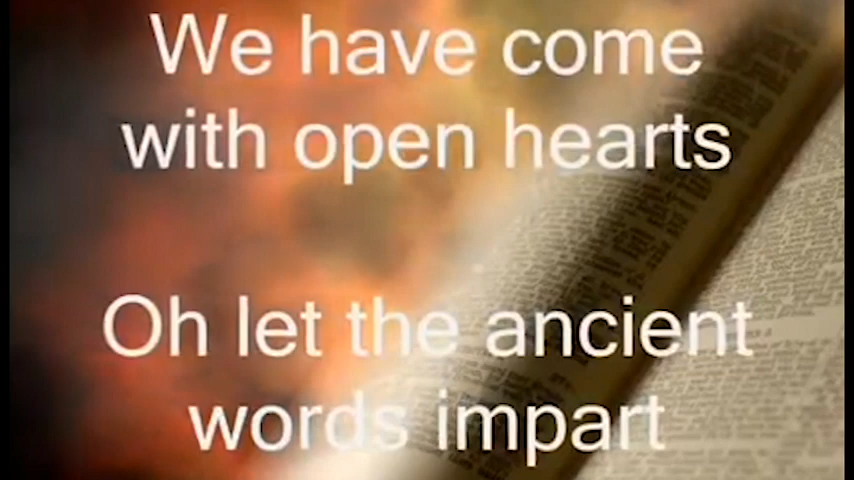 We have come
with open hearts
Oh let the ancient
words impart